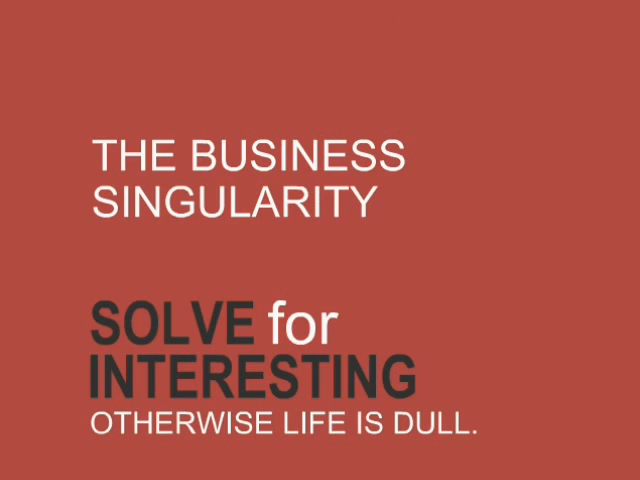 THE BUSINESS
SINGULARITY
SOLVE for
INTERESTING
OTHERWISE LIFE IS DULL.